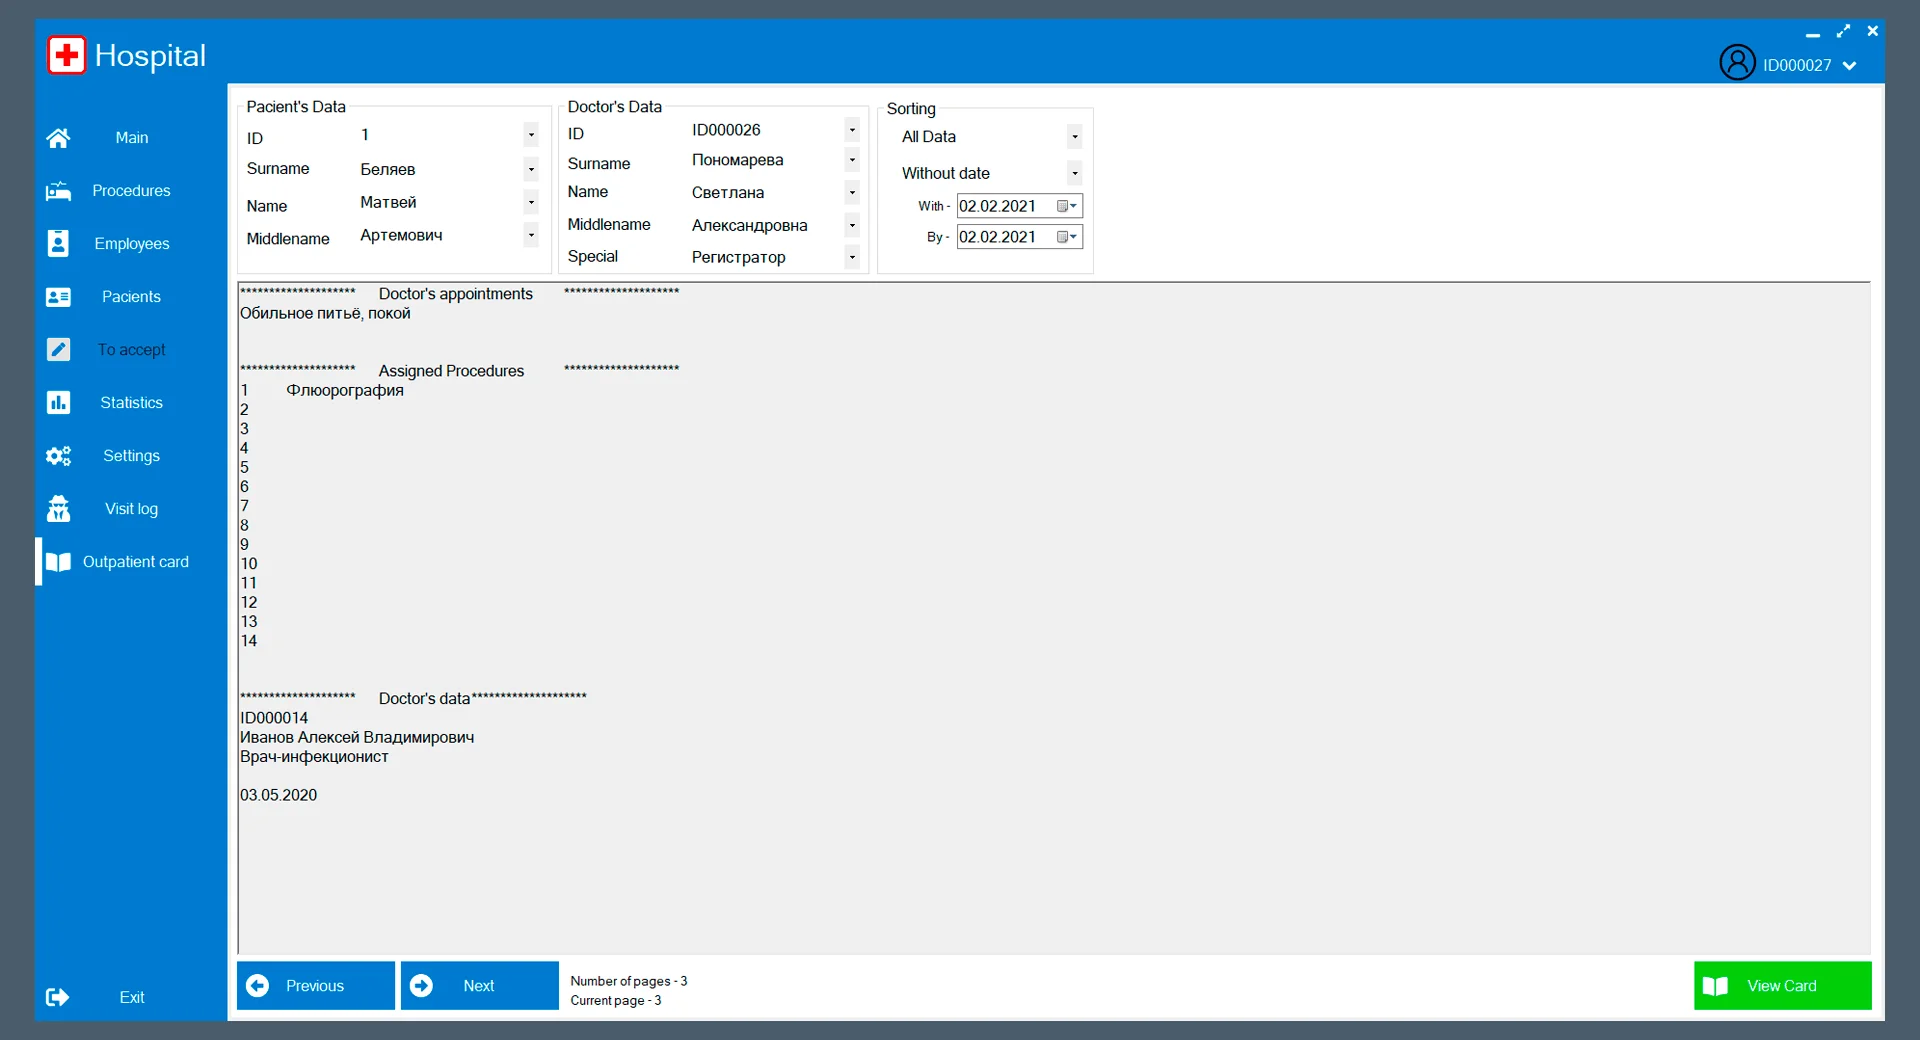 Hospital
ID000027
Main
Procedures
Employees
Pacients
To accept
Statistics
Settings
Visit log
Outpatient card
Exit
Pacient's Data
ID 1
Surname Беляев
Name Матвей
Middlename Артемович
Doctor's Data
ID ID000026
Surname Пономарева
Name Светлана
Middlename Александровна
Special Регистратор
Sorting
All Data
Without date
With - 02.02.2021
By - 02.02.2021
******************** Doctor's appointments ********************
Обильное питьё, покой
******************** Assigned Procedures ********************
1 Флюорография
2
3
4
5
6
7
8
9
10
11
12
13
14
******************** Doctor's data********************
ID000014
Иванов Алексей Владимирович
Врач-инфекционист
03.05.2020
Previous
Next
Number of pages - 3
Current page - 3
View Card